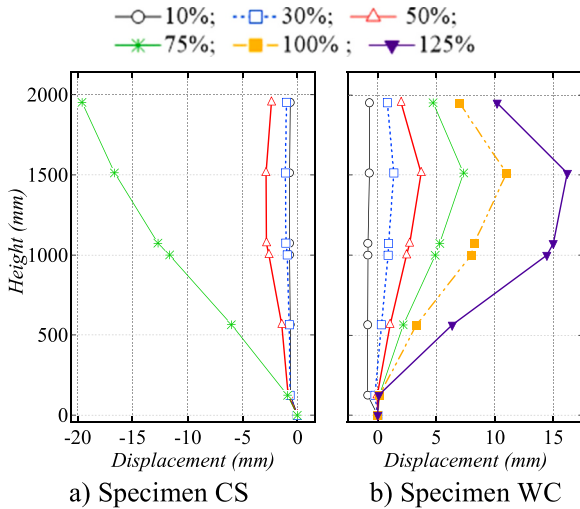 10%; 30%; 50%;
75%; 100% ; 125%
Height (mm)
2000
1500
1000
500
0
-20 -15 -10 -5 0
0 5 10 15
Displacement (mm) Displacement (mm)
a) Specimen CS b) Specimen WC